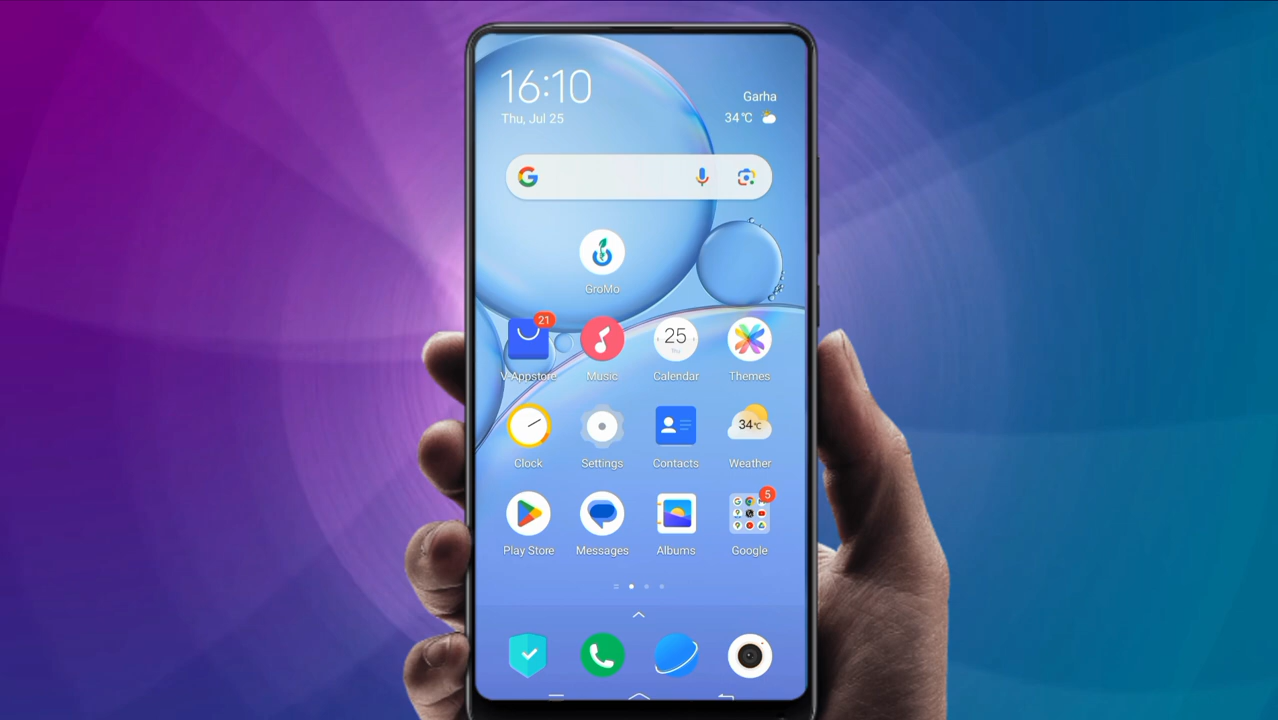 16:10
Thu, Jul 25
Garha
34°C
GroMo
21
V-Appstore
Music
25
Calendar
Themes
Clock
Settings
Contacts
34°C
Weather
Play Store
Messages
Albums
5
Google